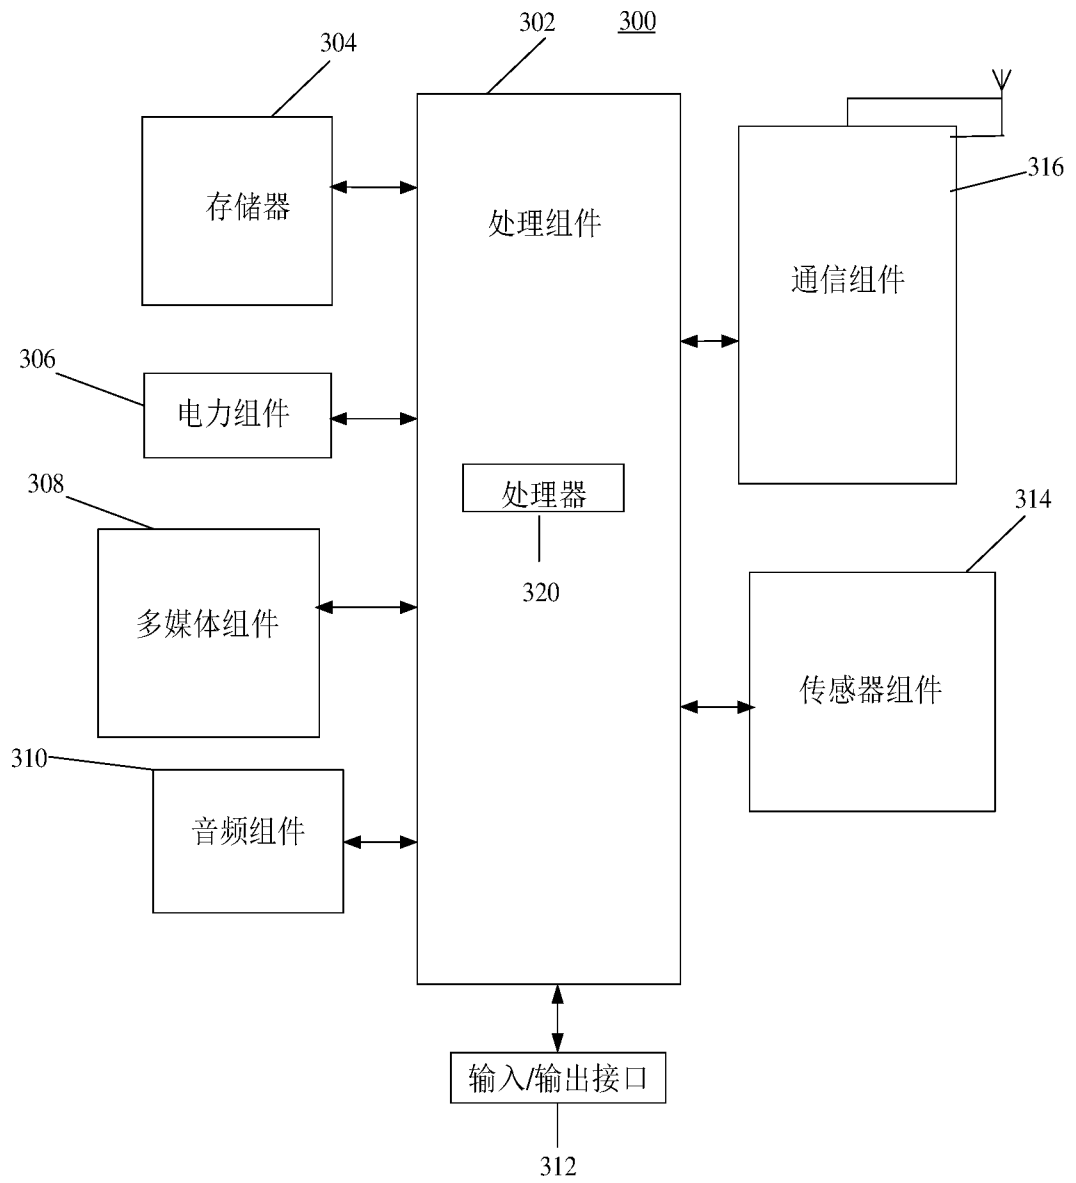 302
300
304
316
存储器
处理组件
通信组件
306
电力组件
308
处理器
314
320
多媒体组件
传感器组件
310
音频组件
输入/输出接口
312